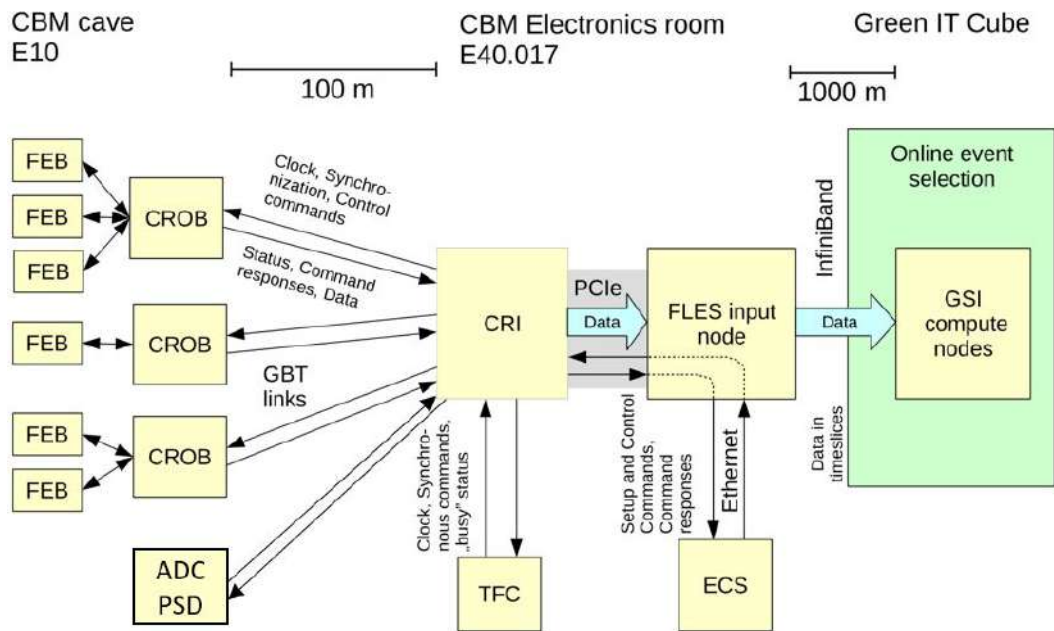 CBM cave
E10
CBM Electronics room
E40.017
Green IT Cube
100 m
1000 m
FEB
FEB
FEB
CROB
Clock, Synchro-
nization, Control
commands
Status, Command
responses, Data
FEB
CROB
GBT
links
FEB
FEB
CROB
ADC
PSD
CRI
PCIe
Data
FLES input
node
InfiniBand
Data
Online event
selection
GSI
compute
nodes
Data in
timeslices
Clock, Synchro-
nous commands,
„busy” status
TFC
Setup and Control
Commands,
Command
responses
Ethernet
ECS